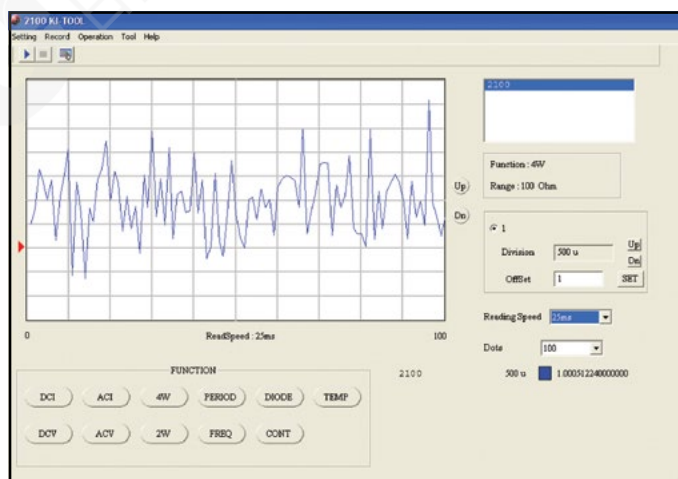 2100 KI-TOOL
Setting Record Operation Tool Help
2100
Function : 4W
Range : 100 Ohm
Up
Dn
1
Division 500 u Up
Dn
OffSet 1 SET
Reading Speed 25ms
0 ReadSpeed : 25ms 100
Dots 100
2100 500 u 1.000512240000000
FUNCTION
DCI ACI 4W PERIOD DIODE TEMP
DCV ACV 2W FREQ CONT